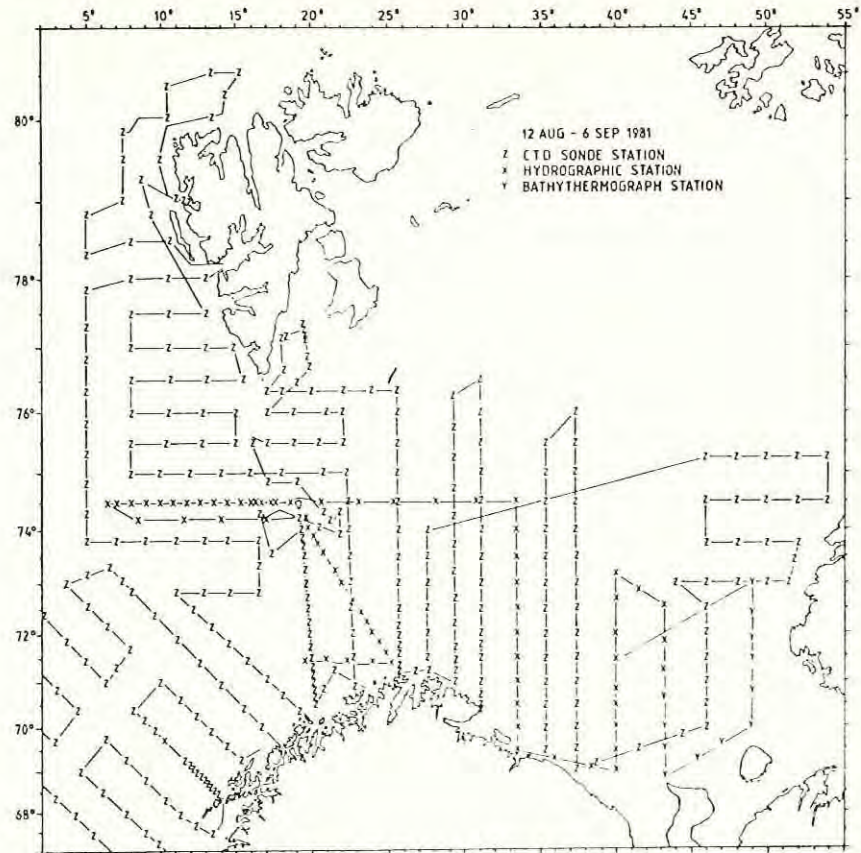 5° 10° 15° 20° 25° 30° 35° 40° 45° 50° 55°
80°
78°
76°
74°
72°
70°
68°
12 AUG - 6 SEP 1981
Z CTD SONDE STATION
X HYDROGRAPHIC STATION
Y BATHYTHERMOGRAPH STATION